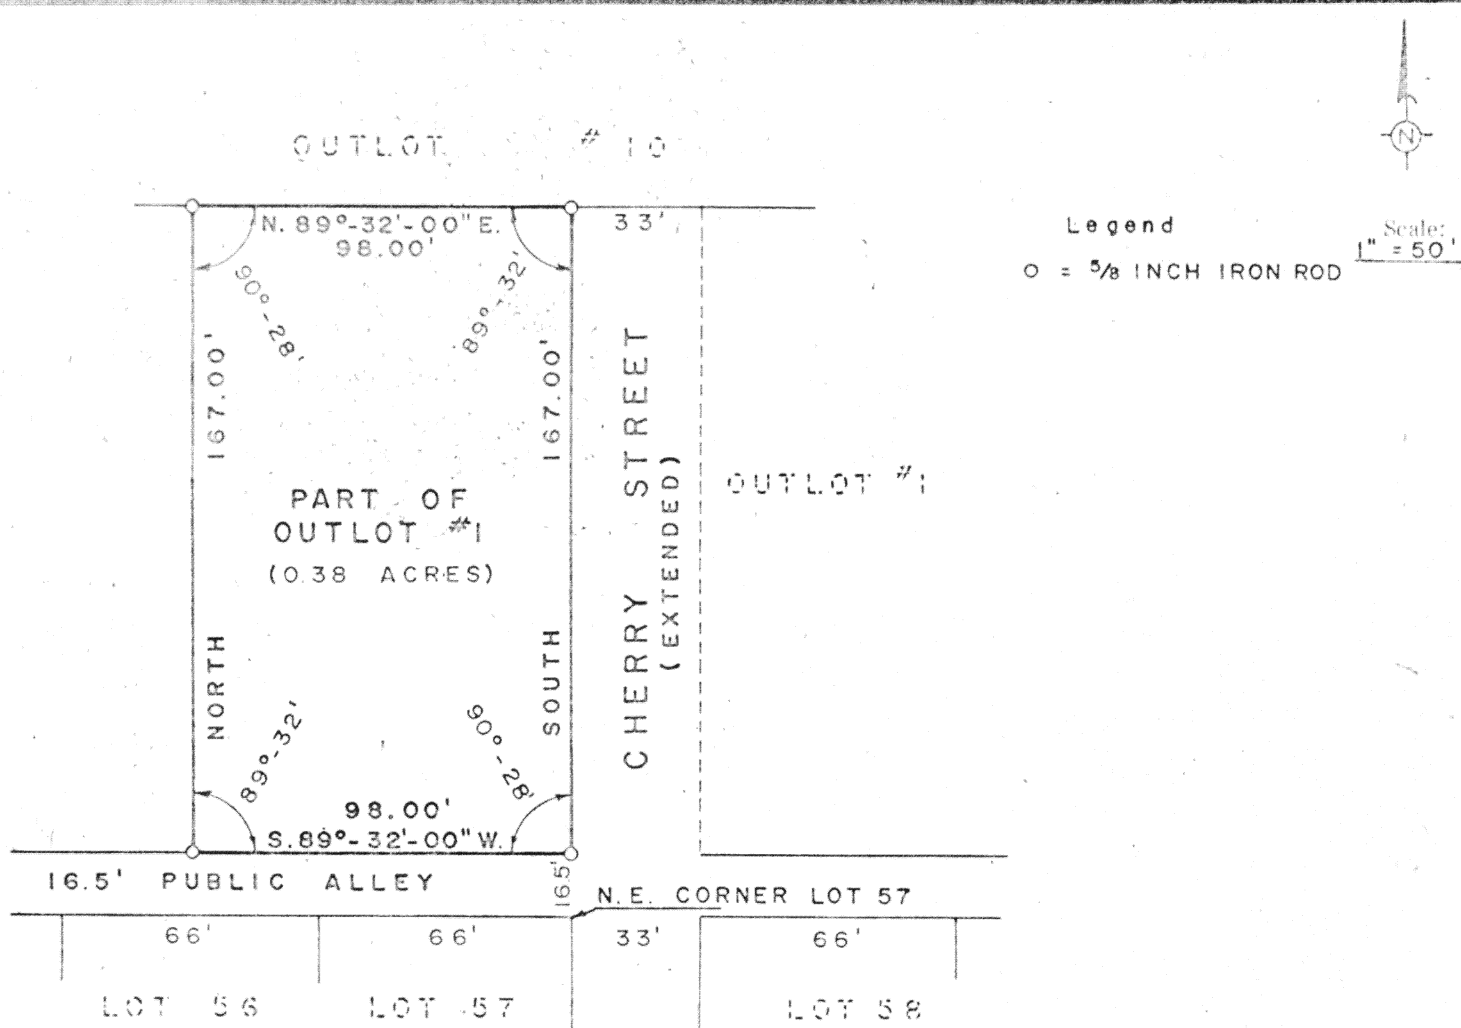 N
OUTLOT # 10
N. 89°-32'-00" E.
98.00'
33'
Legend
O = 5/8 INCH IRON ROD
Scale:
1" = 50'
90°-28'
89°-32'
167.00'
167.00'
CHERRY STREET
(EXTENDED)
OUTLOT #1
PART OF
OUTLOT #1
(0.38 ACRES)
NORTH
SOUTH
89°-32'
90°-28'
98.00'
S. 89°-32'-00" W.
16.5' PUBLIC ALLEY
16.5'
N.E. CORNER LOT 57
66'
66'
33'
66'
LOT 56
LOT 57
LOT 58